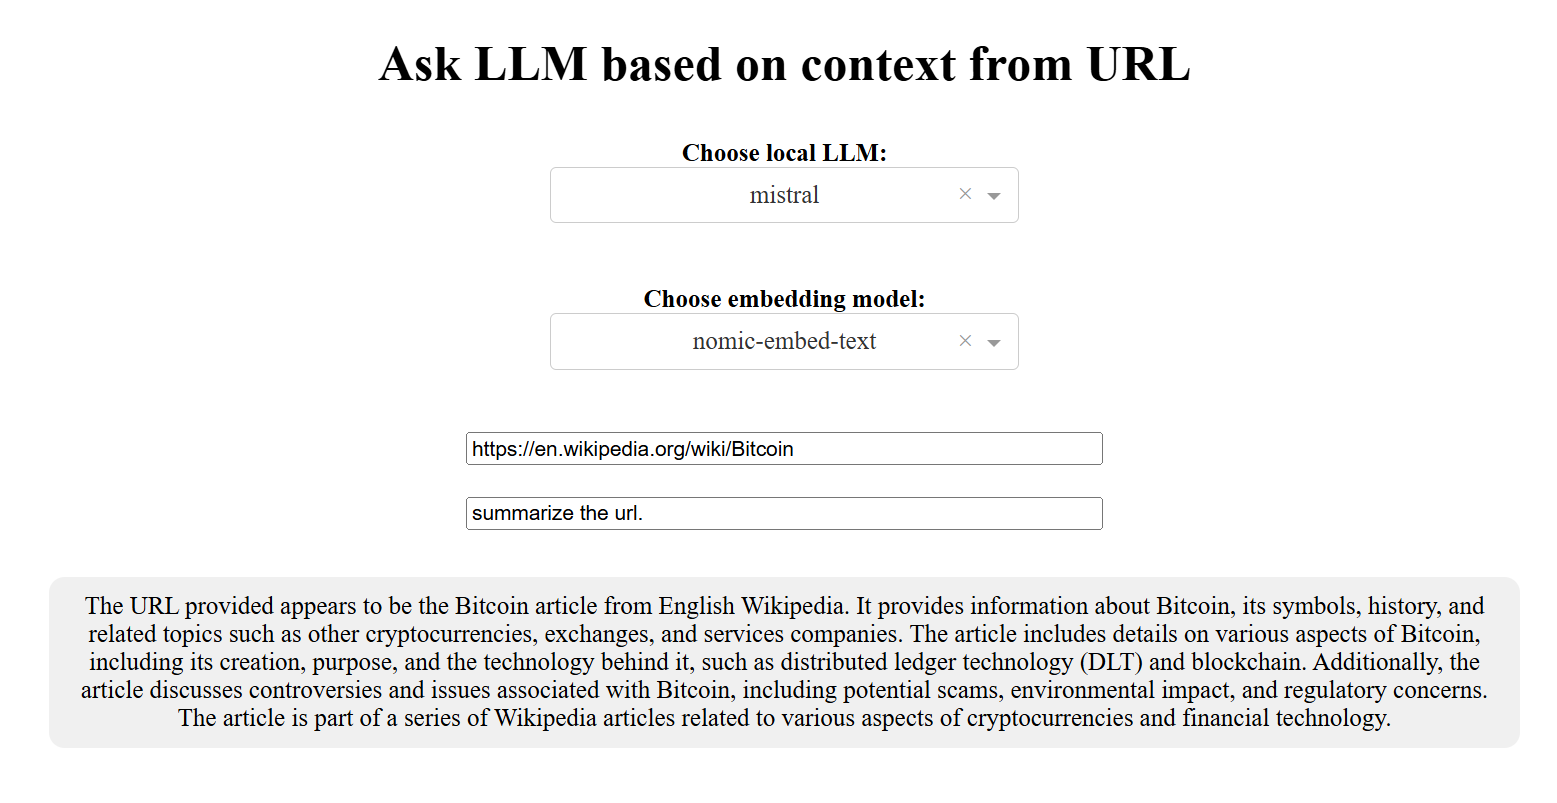 Ask LLM based on context from URL
Choose local LLM:
mistral
Choose embedding model:
nomic-embed-text
https://en.wikipedia.org/wiki/Bitcoin
summarize the url.
The URL provided appears to be the Bitcoin article from English Wikipedia. It provides information about Bitcoin, its symbols, history, and
related topics such as other cryptocurrencies, exchanges, and services companies. The article includes details on various aspects of Bitcoin,
including its creation, purpose, and the technology behind it, such as distributed ledger technology (DLT) and blockchain. Additionally, the
article discusses controversies and issues associated with Bitcoin, including potential scams, environmental impact, and regulatory concerns.
The article is part of a series of Wikipedia articles related to various aspects of cryptocurrencies and financial technology.